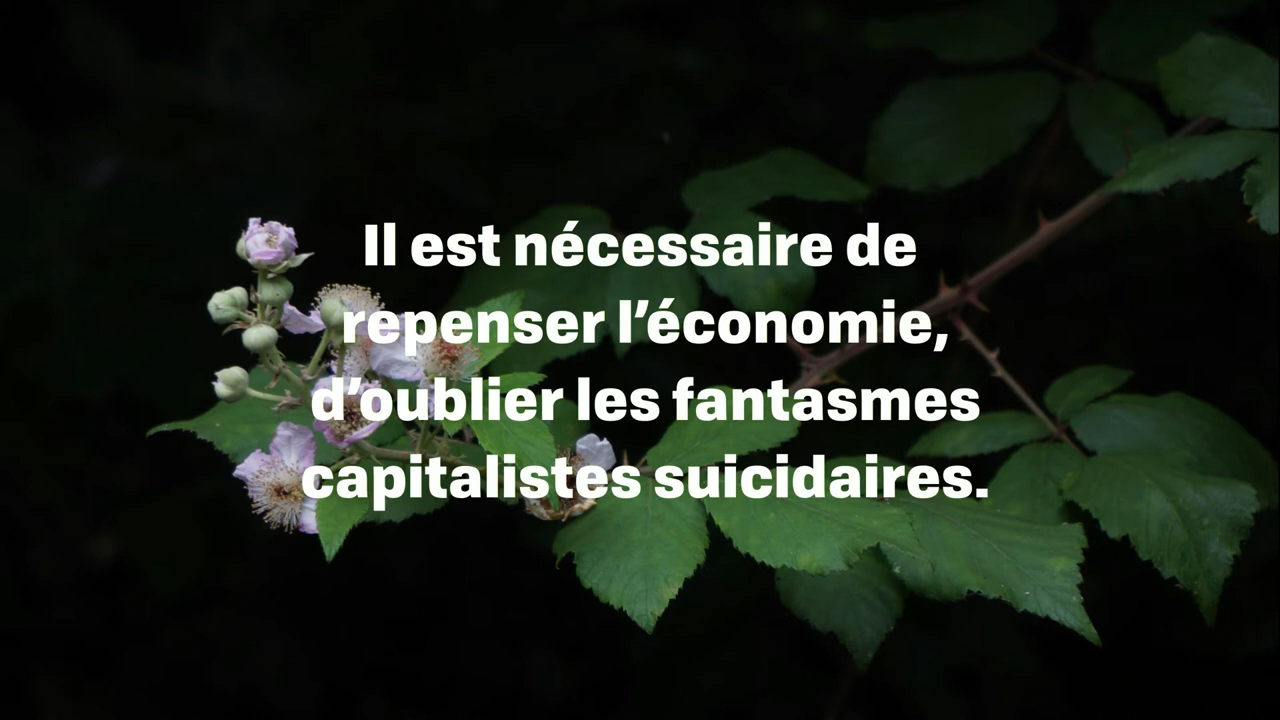 Il est nécessaire de
repenser l’économie,
d’oublier les fantasmes
capitalistes suicidaires.